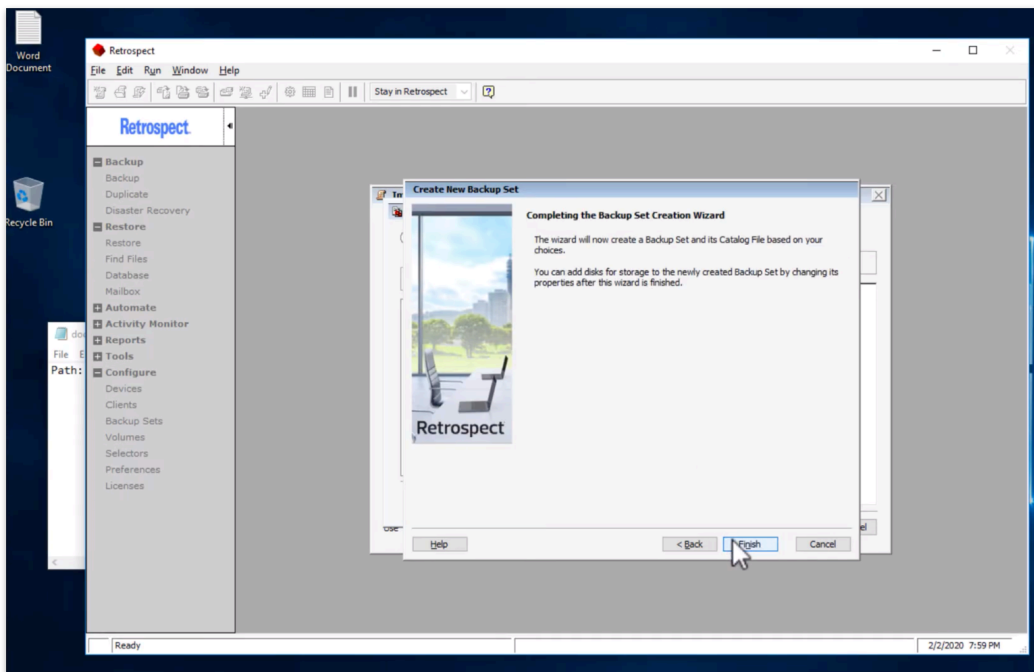 Word
Document
Recycle Bin
Retrospect
File Edit Run Window Help
Stay in Retrospect
Retrospect
Backup
Backup
Duplicate
Disaster Recovery
Restore
Restore
Find Files
Database
Mailbox
Automate
Activity Monitor
Reports
Tools
Configure
Devices
Clients
Backup Sets
Volumes
Selectors
Preferences
Licenses
File
Path:
Create New Backup Set
Completing the Backup Set Creation Wizard
The wizard will now create a Backup Set and its Catalog File based on your
choices.
You can add disks for storage to the newly created Backup Set by changing its
properties after this wizard is finished.
Retrospect
Help < Back Finish Cancel
Ready 2/2/2020 7:59 PM